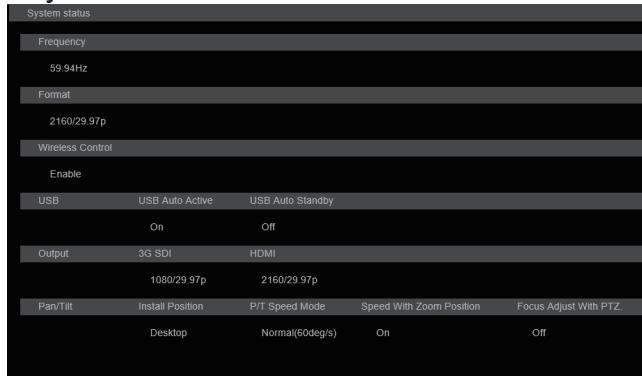 System status
Frequency
59.94Hz
Format
2160/29.97p
Wireless Control
Enable
USB USB Auto Active USB Auto Standby
On Off
Output 3G SDI HDMI
1080/29.97p 2160/29.97p
Pan/Tilt Install Position P/T Speed Mode Speed With Zoom Position Focus Adjust With PTZ.
Desktop Normal(60deg/s) On Off